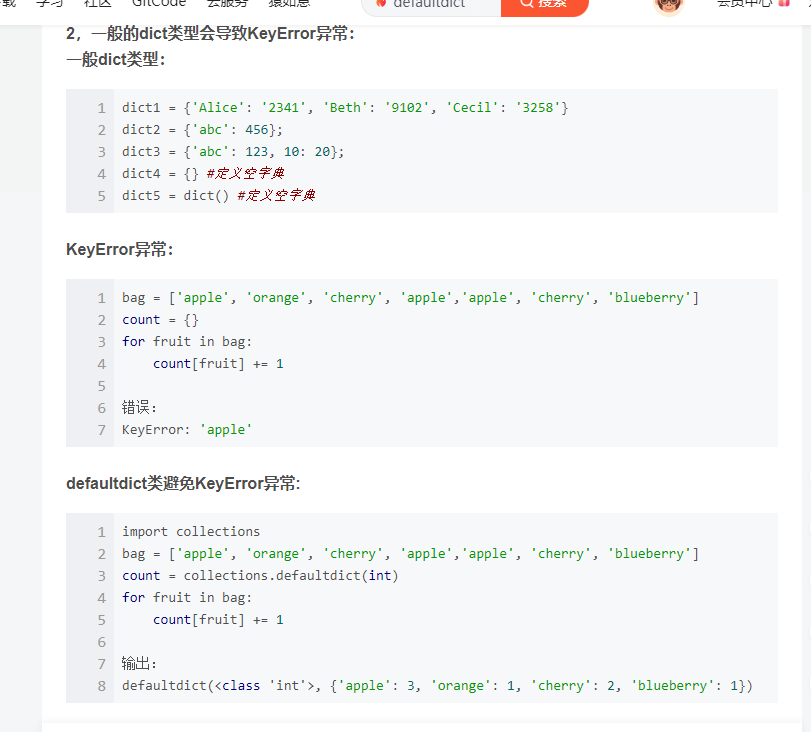 学习 社区 GitCode 云服务 猿如意 defaultdict 搜索 会员中心
2，一般的dict类型会导致KeyError异常：
一般dict类型：
1 dict1 = {'Alice': '2341', 'Beth': '9102', 'Cecil': '3258'}
2 dict2 = {'abc': 456};
3 dict3 = {'abc': 123, 10: 20};
4 dict4 = {} #定义空字典
5 dict5 = dict() #定义空字典
KeyError异常：
1 bag = ['apple', 'orange', 'cherry', 'apple','apple', 'cherry', 'blueberry']
2 count = {}
3 for fruit in bag:
4     count[fruit] += 1
5
6 错误：
7 KeyError: 'apple'
defaultdict类避免KeyError异常:
1 import collections
2 bag = ['apple', 'orange', 'cherry', 'apple','apple', 'cherry', 'blueberry']
3 count = collections.defaultdict(int)
4 for fruit in bag:
5     count[fruit] += 1
6
7 输出：
8 defaultdict(<class 'int'>, {'apple': 3, 'orange': 1, 'cherry': 2, 'blueberry': 1})